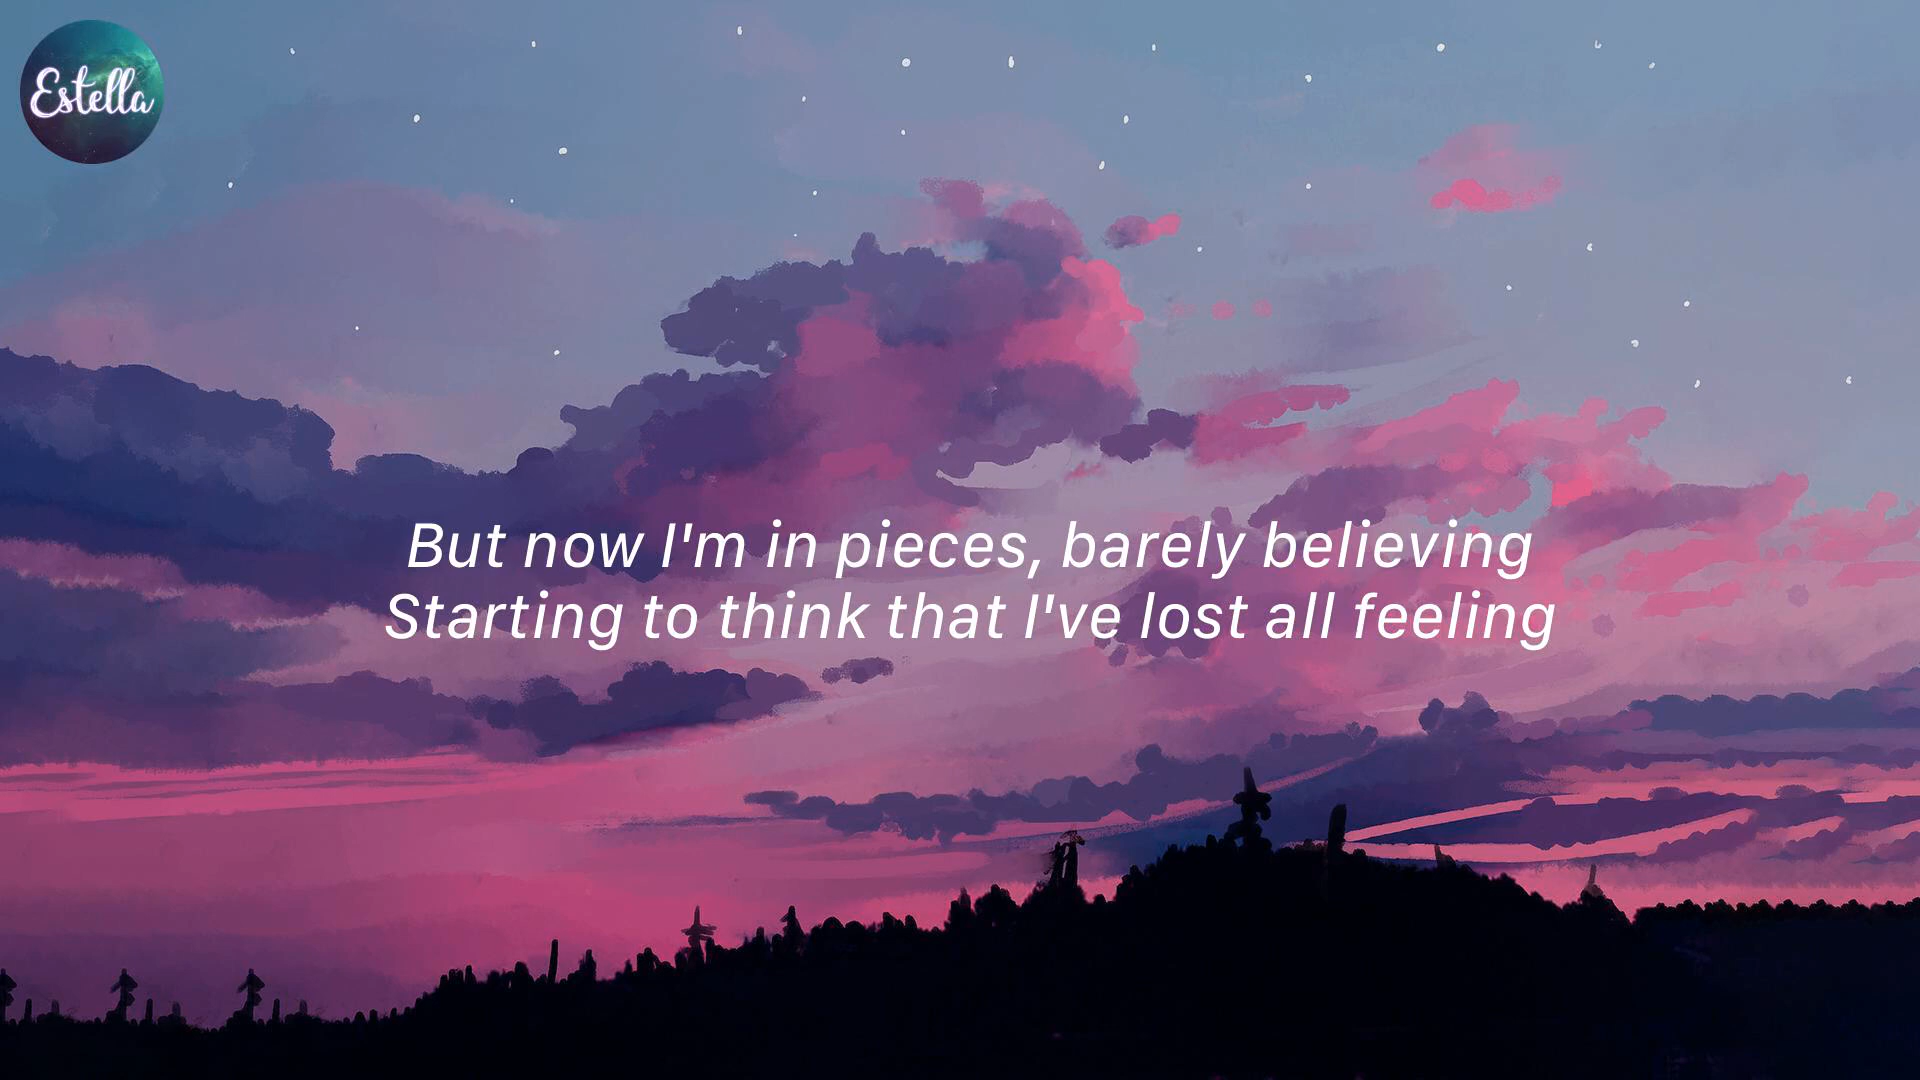 Estella
But now I'm in pieces, barely believing
Starting to think that I've lost all feeling